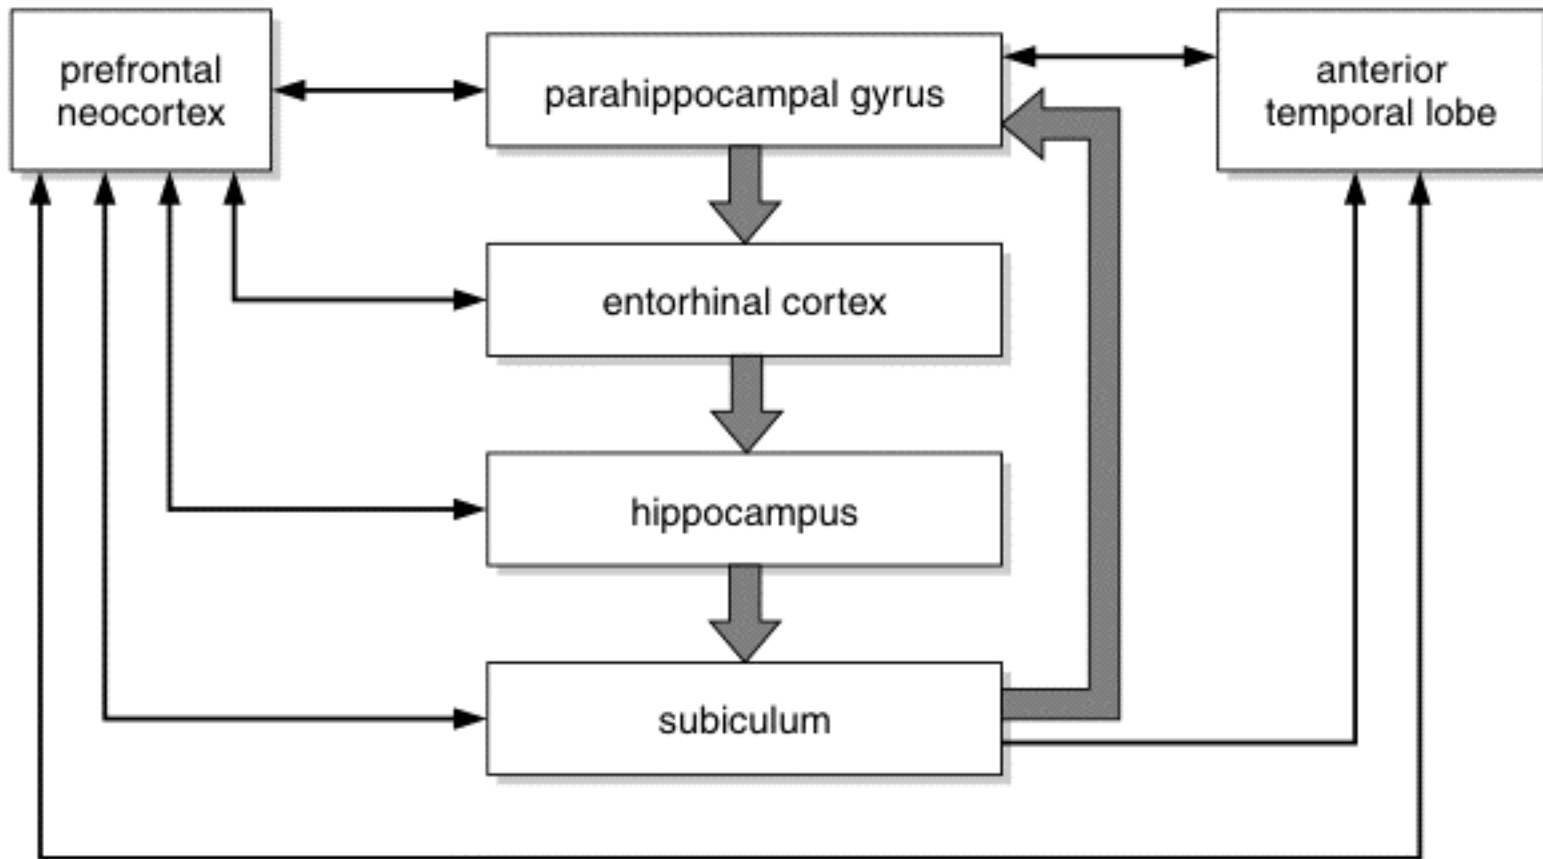 prefrontal
neocortex
parahippocampal gyrus
anterior
temporal lobe
entorhinal cortex
hippocampus
subiculum